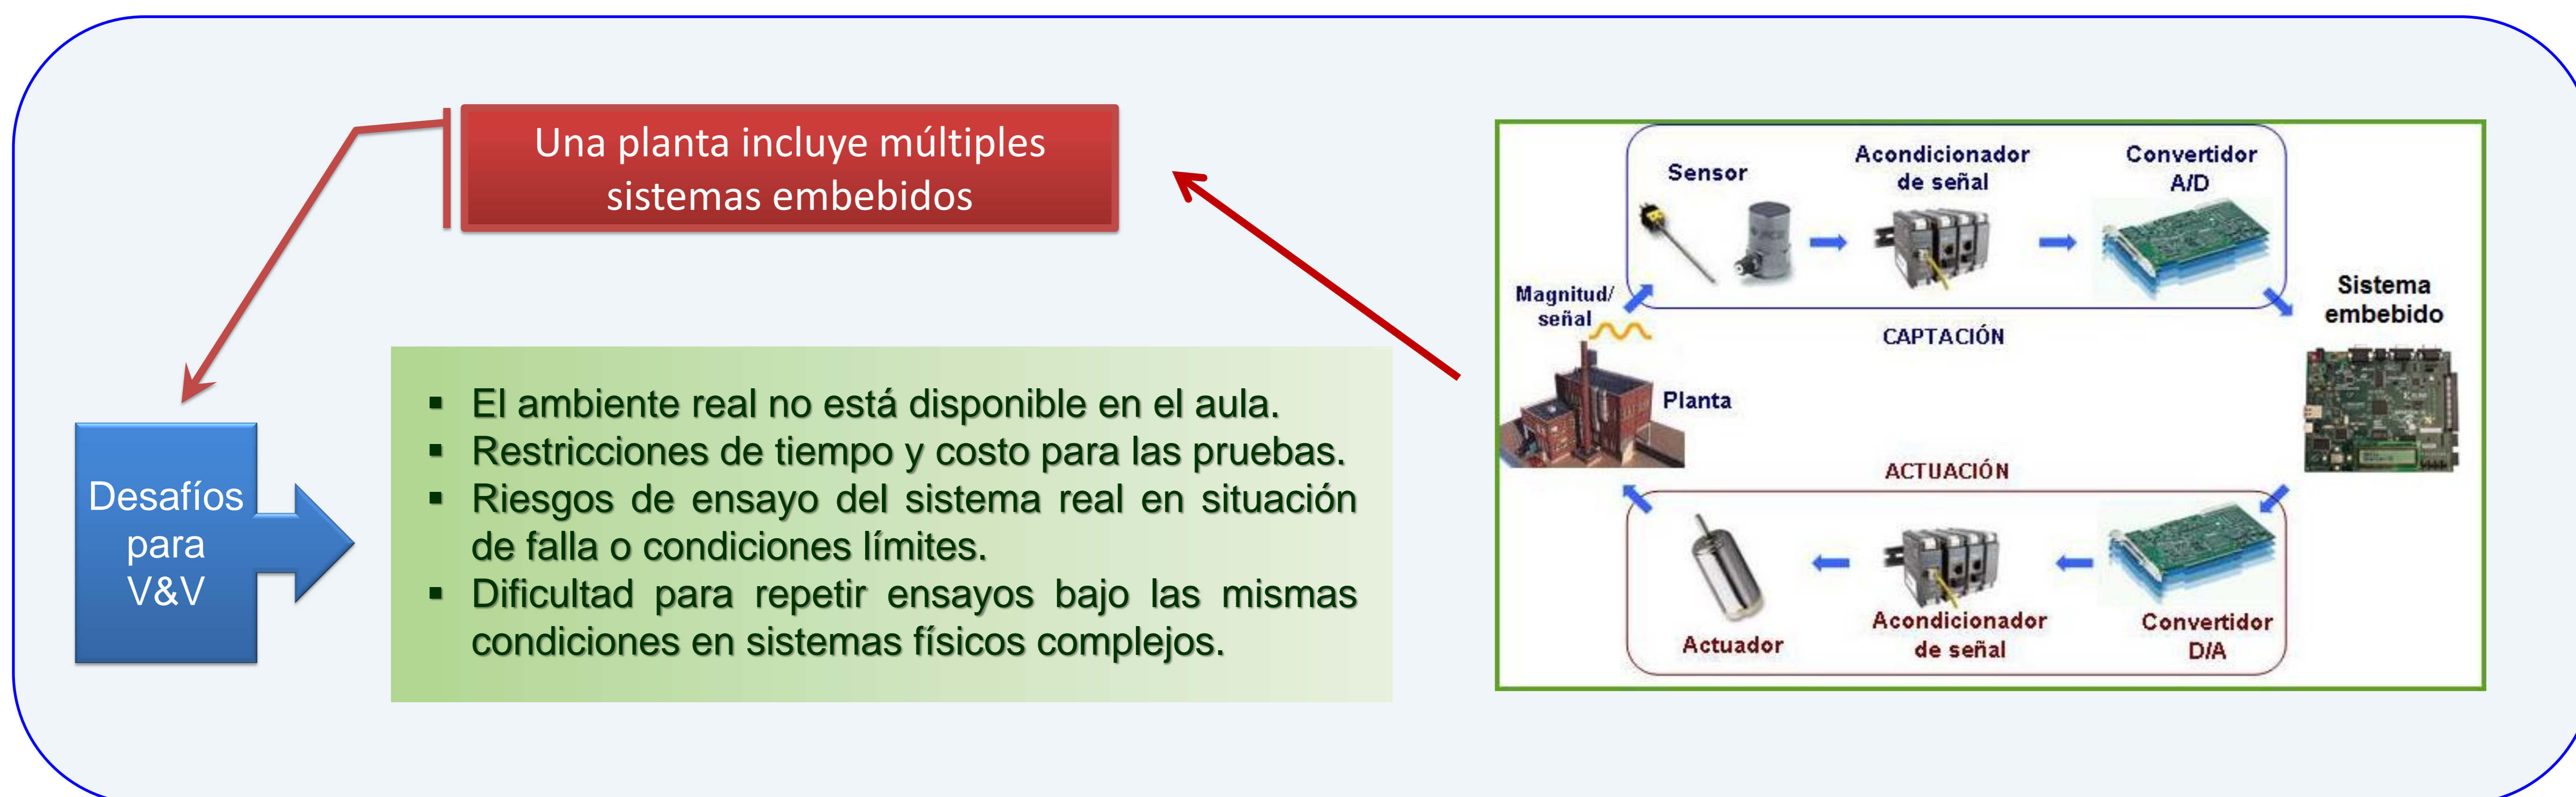 Una planta incluye múltiples
sistemas embebidos
Desafíos
para
V&V
▪ El ambiente real no está disponible en el aula.
▪ Restricciones de tiempo y costo para las pruebas.
▪ Riesgos de ensayo del sistema real en situación
de falla o condiciones límites.
▪ Dificultad para repetir ensayos bajo las mismas
condiciones en sistemas físicos complejos.
Sensor
Acondicionador
de señal
Convertidor
A/D
Magnitud/
señal
CAPTACIÓN
Sistema
embebido
Planta
ACTUACIÓN
Actuador
Acondicionador
de señal
Convertidor
D/A